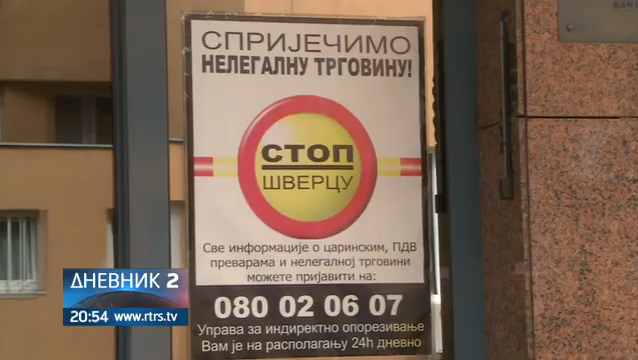 СПРИЈЕЧИМО
НЕЛЕГАЛНУ ТРГОВИНУ!
СТОП
ШВЕРЦУ
Све информације о царинским, ПДВ
преварама и нелегалној трговини
можете пријавити на:
080 02 06 07
Управа за индиректно опорезивање
Вам је на располагању 24h дневно
ДНЕВНИК 2
20:54 www.rtrs.tv